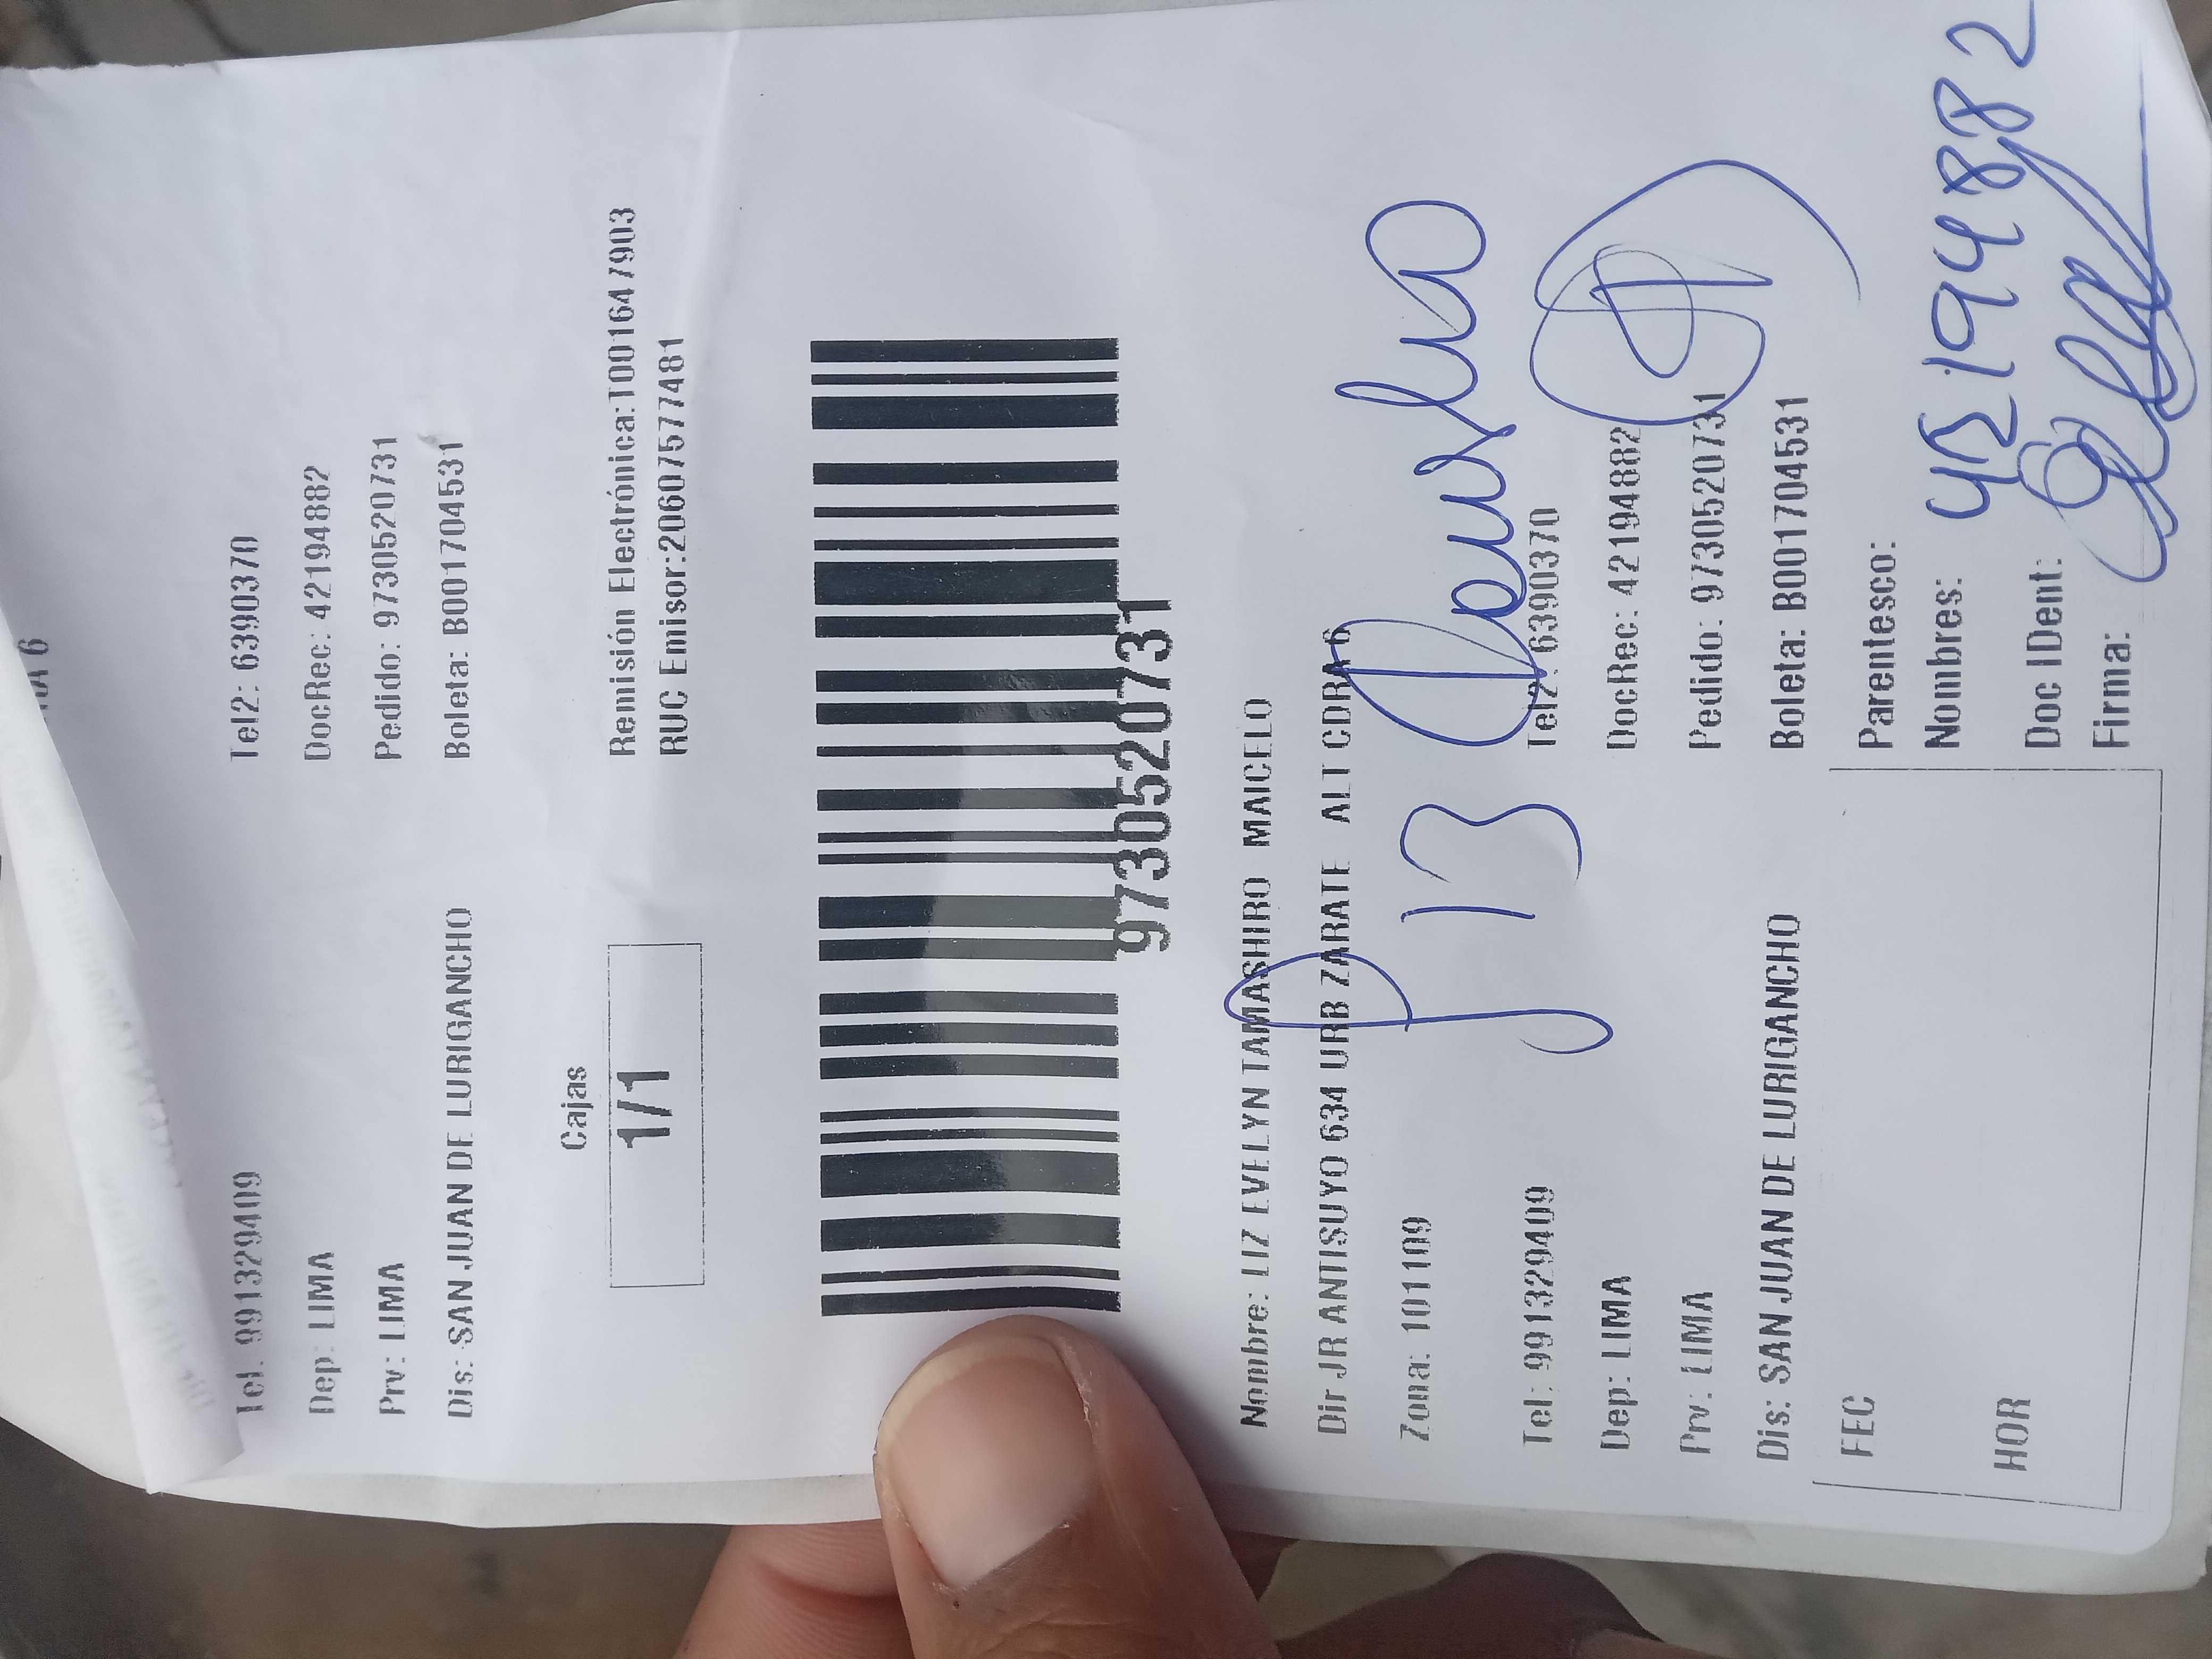 RA 6
Tel: 991329409 Tel2: 6390370
Dep: LIMA DocRec: 42194882
Prv: LIMA Pedido: 9730520731
Dis: SAN JUAN DE LURIGANCHO Boleta: B001704531
Cajas
1/1
Remisión Electrónica:T001647903
RUC Emisor:20607577481
9730520731
Nombre: LIZ EVELYN TAMASHIRO MAICELO
Dir JR ANTISUYO 634 URB ZARATE ALT CDRA 6
Zona: 101109
P 13
Tel: 991329409 Tel2: 6390370
Dep: LIMA DocRec: 42194882
Prv: LIMA Pedido: 9730520731
Dis: SAN JUAN DE LURIGANCHO Boleta: B001704531
FEC
HOR
Parentesco:
Nombres:
Doc IDent:
Firma: